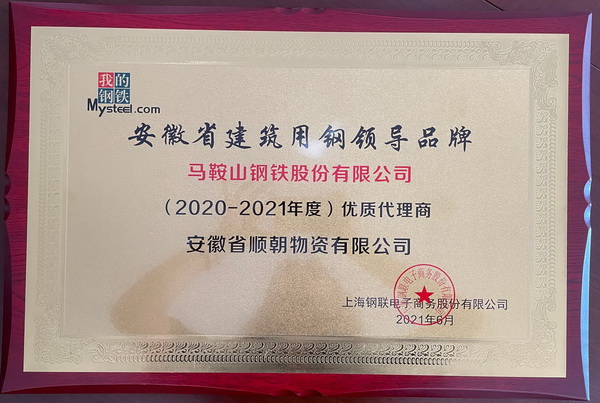 我的
钢铁
Mysteel.com
安徽省建筑用钢领导品牌
马鞍山钢铁股份有限公司
（2020-2021年度）优质代理商
安徽省顺朝物资有限公司
上海钢联电子商务股份有限公司
2021年6月